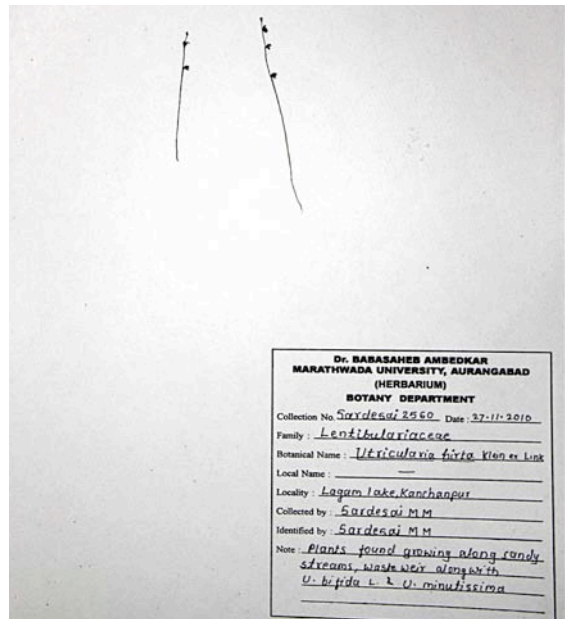 Dr. BABASAHEB AMBEDKAR
MARATHWADA UNIVERSITY, AURANGABAD
(HERBARIUM)
BOTANY DEPARTMENT
Collection No. Sardesai 2560 Date : 27-11-2010
Family : Lentibulariaceae
Botanical Name : Utricularia hirta Klein ex Link
Local Name : —
Locality : Lagam lake, Kanchanpur
Collected by : Sardesai MM
Identified by : Sardesai MM
Note : Plants found growing along sandy
streams, waste weir alongwith
U. bifida L. & U. minutissima